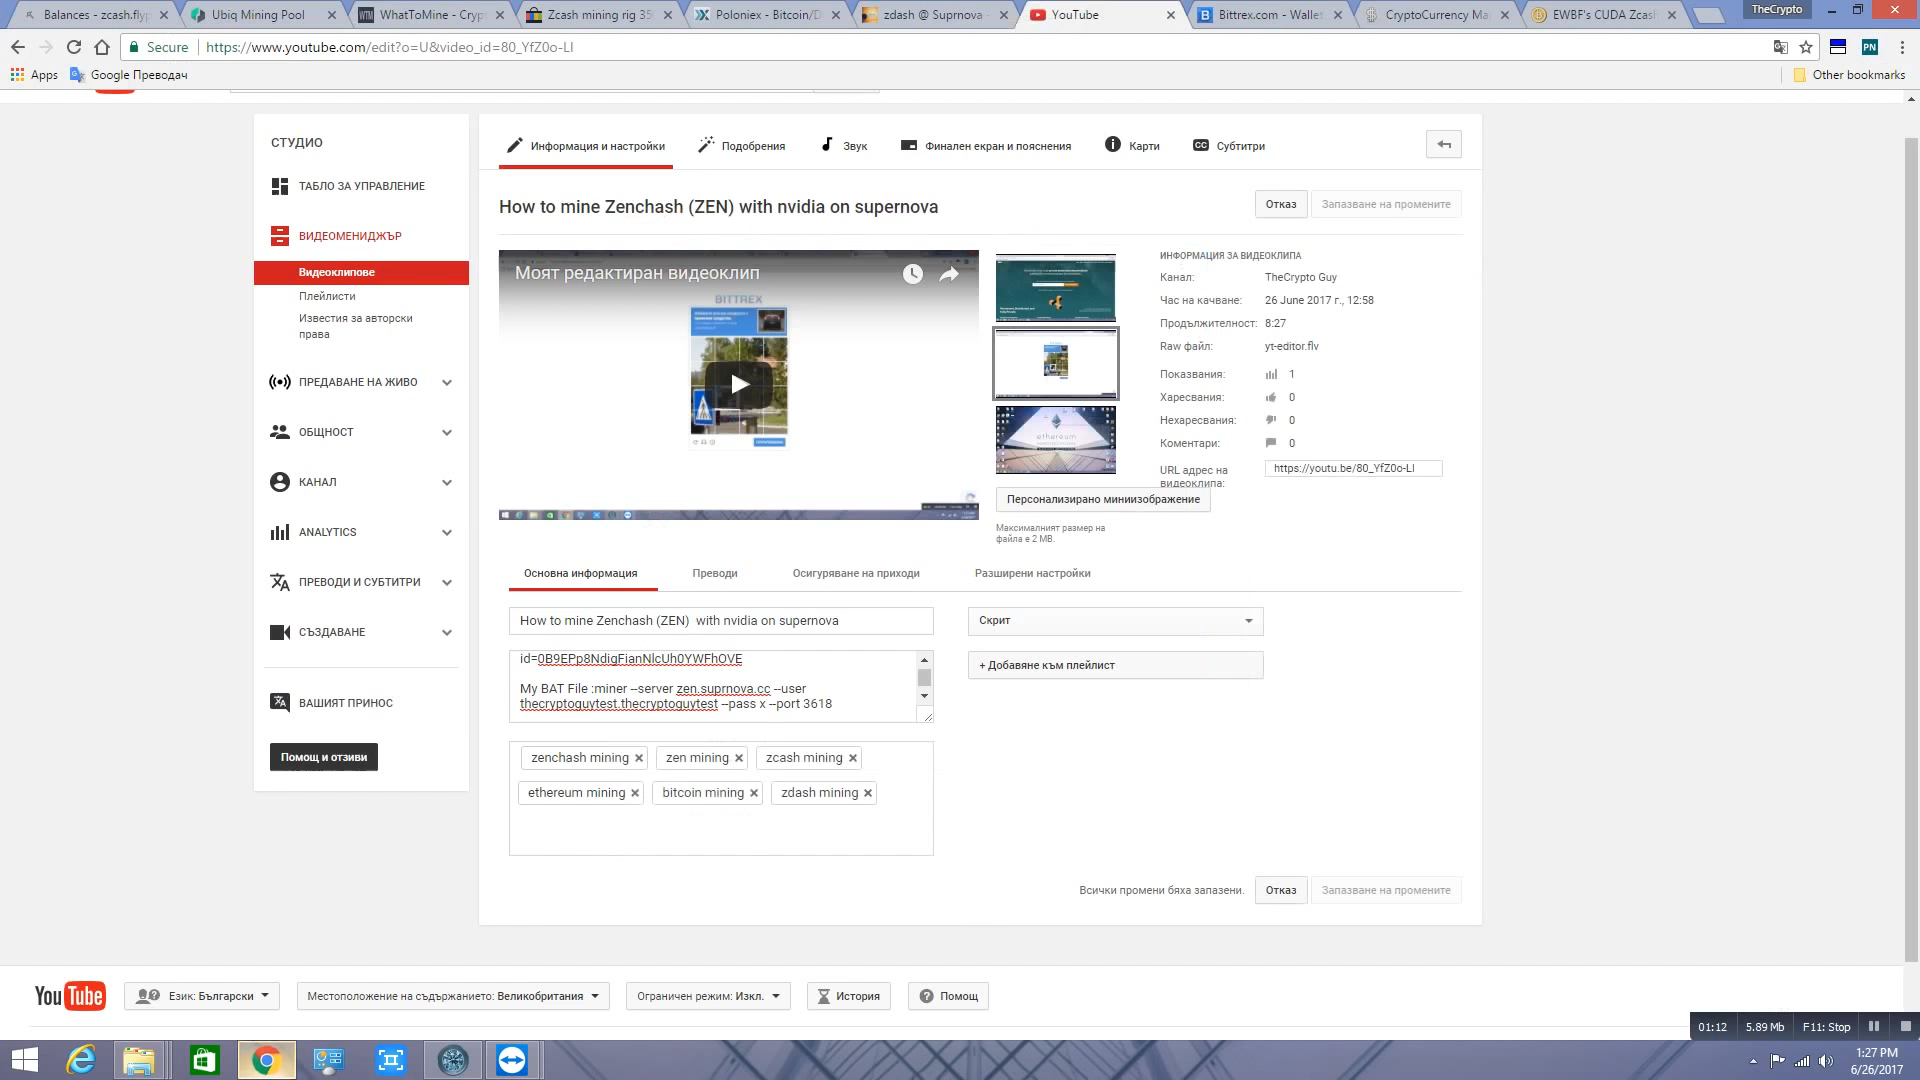 Balances - zcash.flyp
Ubiq Mining Pool
WhatToMine - Cryp
Zcash mining rig 35
Poloniex - Bitcoin/D
zdash @ Suprnova -
YouTube
Bittrex.com - Wallet
CryptoCurrency Ma
EWBF's CUDA Zcash
TheCrypto
Secure
https://www.youtube.com/edit?o=U&video_id=80_YfZ0o-LI
PN
Apps
Google Преводач
Other bookmarks
СТУДИО
ТАБЛО ЗА УПРАВЛЕНИЕ
ВИДЕОМЕНИДЖЪР
Видеоклипове
Плейлисти
Известия за авторски
права
ПРЕДАВАНЕ НА ЖИВО
ОБЩНОСТ
КАНАЛ
ANALYTICS
ПРЕВОДИ И СУБТИТРИ
СЪЗДАВАНЕ
ВАШИЯТ ПРИНОС
Помощ и отзиви
Информация и настройки
Подобрения
Звук
Финален екран и пояснения
Карти
CC Субтитри
How to mine Zenchash (ZEN) with nvidia on supernova
Отказ
Запазване на промените
Моят редактиран видеоклип
BITTREX
ethereum
Персонализирано миниизображение
Максималният размер на
файла е 2 MB.
ИНФОРМАЦИЯ ЗА ВИДЕОКЛИПА
Канал: TheCrypto Guy
Час на качване: 26 June 2017 г., 12:58
Продължителност: 8:27
Raw файл: yt-editor.flv
Показвания: 1
Харесвания: 0
Нехаресвания: 0
Коментари: 0
URL адрес на
видеоклипа:
https://youtu.be/80_YfZ0o-LI
Основна информация
Преводи
Осигуряване на приходи
Разширени настройки
How to mine Zenchash (ZEN)  with nvidia on supernova
Скрит
id=0B9EPp8NdigFianNlcUh0YWFhOVE
My BAT File :miner --server zen.suprnova.cc --user
thecryptoguytest.thecryptoguytest --pass x --port 3618
+ Добавяне към плейлист
zenchash mining
zen mining
zcash mining
ethereum mining
bitcoin mining
zdash mining
Всички промени бяха запазени.
Отказ
Запазване на промените
YouTube
Език: Български
Местоположение на съдържанието: Великобритания
Ограничен режим: Изкл.
История
Помощ
01:12
5.89 Mb
F11: Stop
1:27 PM
6/26/2017